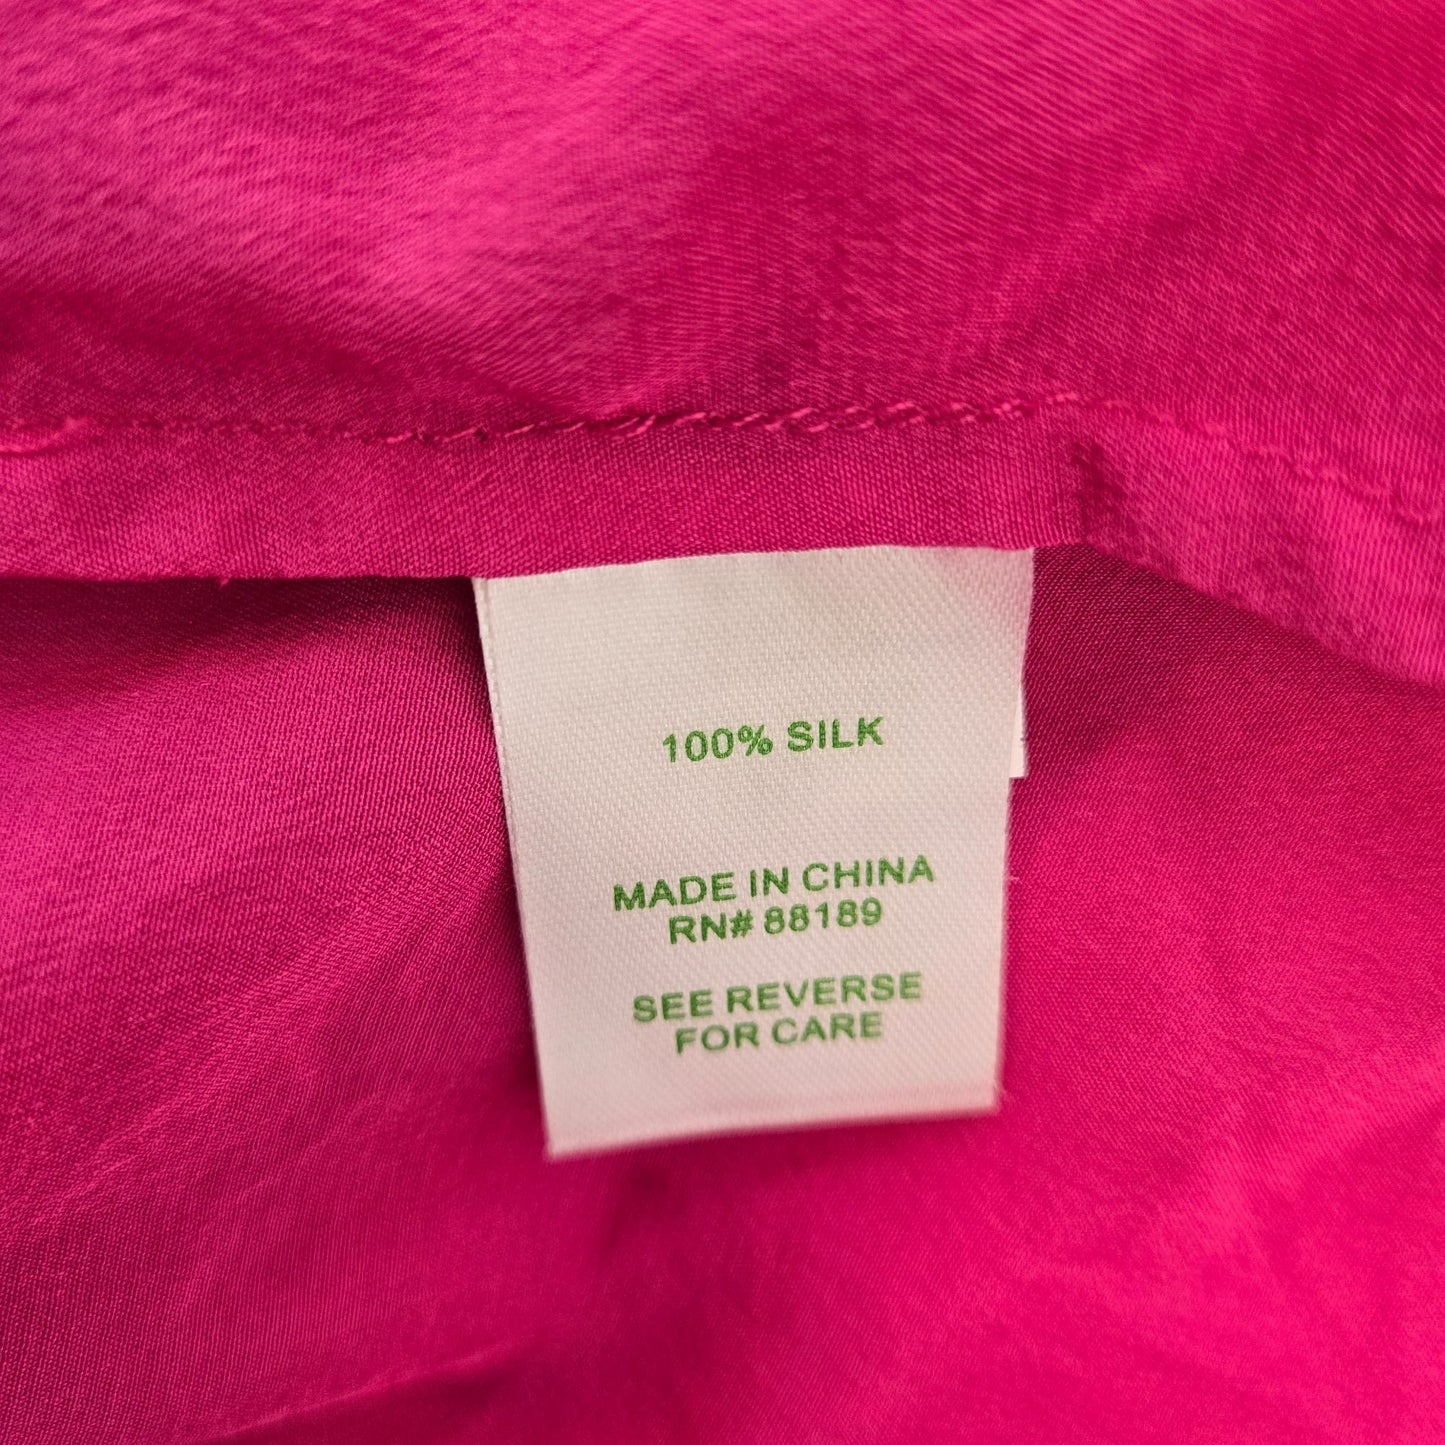 100% SILK
MADE IN CHINA
RN# 88189
SEE REVERSE
FOR CARE